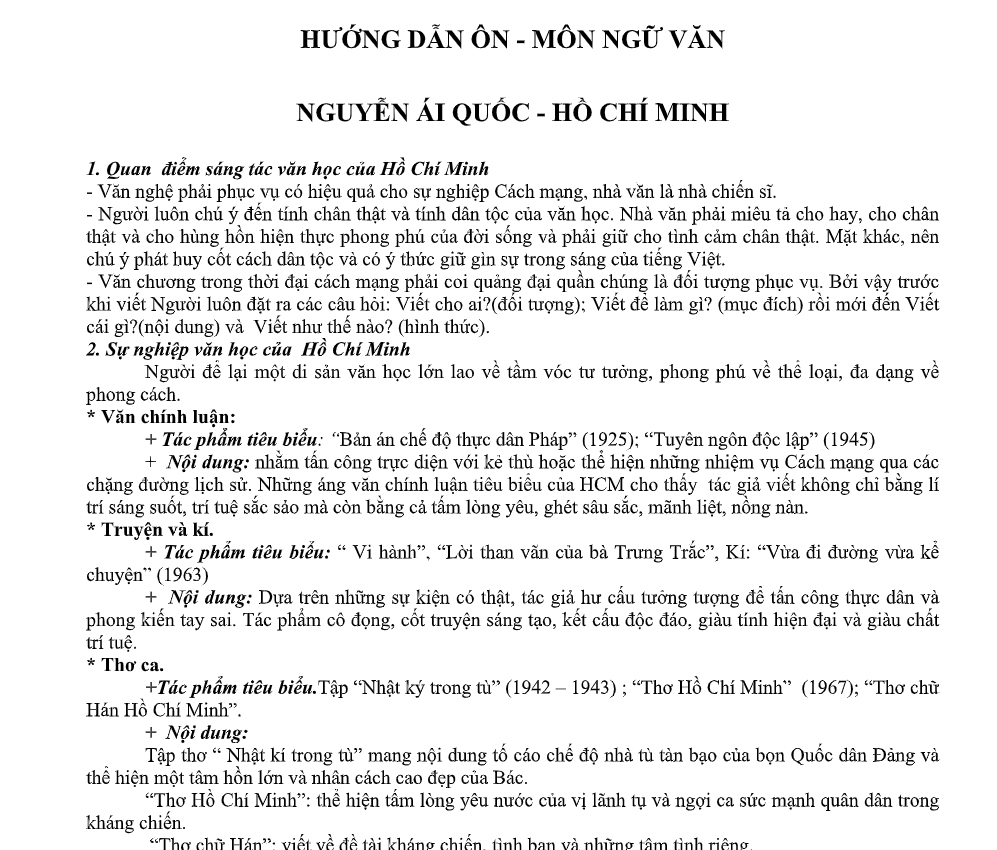 HƯỚNG DẪN ÔN - MÔN NGỮ VĂN
NGUYỄN ÁI QUỐC - HỒ CHÍ MINH
1. Quan điểm sáng tác văn học của Hồ Chí Minh
- Văn nghệ phải phục vụ có hiệu quả cho sự nghiệp Cách mạng, nhà văn là nhà chiến sĩ.
- Người luôn chú ý đến tính chân thật và tính dân tộc của văn học. Nhà văn phải miêu tả cho hay, cho chân
thật và cho hùng hồn hiện thực phong phú của đời sống và phải giữ cho tình cảm chân thật. Mặt khác, nên
chú ý phát huy cốt cách dân tộc và có ý thức giữ gìn sự trong sáng của tiếng Việt.
- Văn chương trong thời đại cách mạng phải coi quảng đại quần chúng là đối tượng phục vụ. Bởi vậy trước
khi viết Người luôn đặt ra các câu hỏi: Viết cho ai?(đối tượng); Viết để làm gì? (mục đích) rồi mới đến Viết
cái gì?(nội dung) và Viết như thế nào? (hình thức).
2. Sự nghiệp văn học của Hồ Chí Minh
Người để lại một di sản văn học lớn lao về tầm vóc tư tưởng, phong phú về thể loại, đa dạng về
phong cách.
* Văn chính luận:
+ Tác phẩm tiêu biểu: “Bản án chế độ thực dân Pháp” (1925); “Tuyên ngôn độc lập” (1945)
+ Nội dung: nhằm tấn công trực diện với kẻ thù hoặc thể hiện những nhiệm vụ Cách mạng qua các
chặng đường lịch sử. Những áng văn chính luận tiêu biểu của HCM cho thấy tác giả viết không chỉ bằng lí
trí sáng suốt, trí tuệ sắc sảo mà còn bằng cả tấm lòng yêu, ghét sâu sắc, mãnh liệt, nồng nàn.
* Truyện và kí.
+ Tác phẩm tiêu biểu: “ Vi hành”, “Lời than vãn của bà Trưng Trắc”, Kí: “Vừa đi đường vừa kể
chuyện” (1963)
+ Nội dung: Dựa trên những sự kiện có thật, tác giả hư cấu tưởng tượng để tấn công thực dân và
phong kiến tay sai. Tác phẩm cô đọng, cốt truyện sáng tạo, kết cấu độc đáo, giàu tính hiện đại và giàu chất
trí tuệ.
* Thơ ca.
+Tác phẩm tiêu biểu.Tập “Nhật ký trong tù” (1942 – 1943) ; “Thơ Hồ Chí Minh” (1967); “Thơ chữ
Hán Hồ Chí Minh”.
+ Nội dung:
Tập thơ “ Nhật kí trong tù” mang nội dung tố cáo chế độ nhà tù tàn bạo của bọn Quốc dân Đảng và
thể hiện một tâm hồn lớn và nhân cách cao đẹp của Bác.
“Thơ Hồ Chí Minh”: thể hiện tấm lòng yêu nước của vị lãnh tụ và ngợi ca sức mạnh quân dân trong
kháng chiến.
“Thơ chữ Hán”: viết về đề tài kháng chiến, tình bạn và những tâm tình riêng.